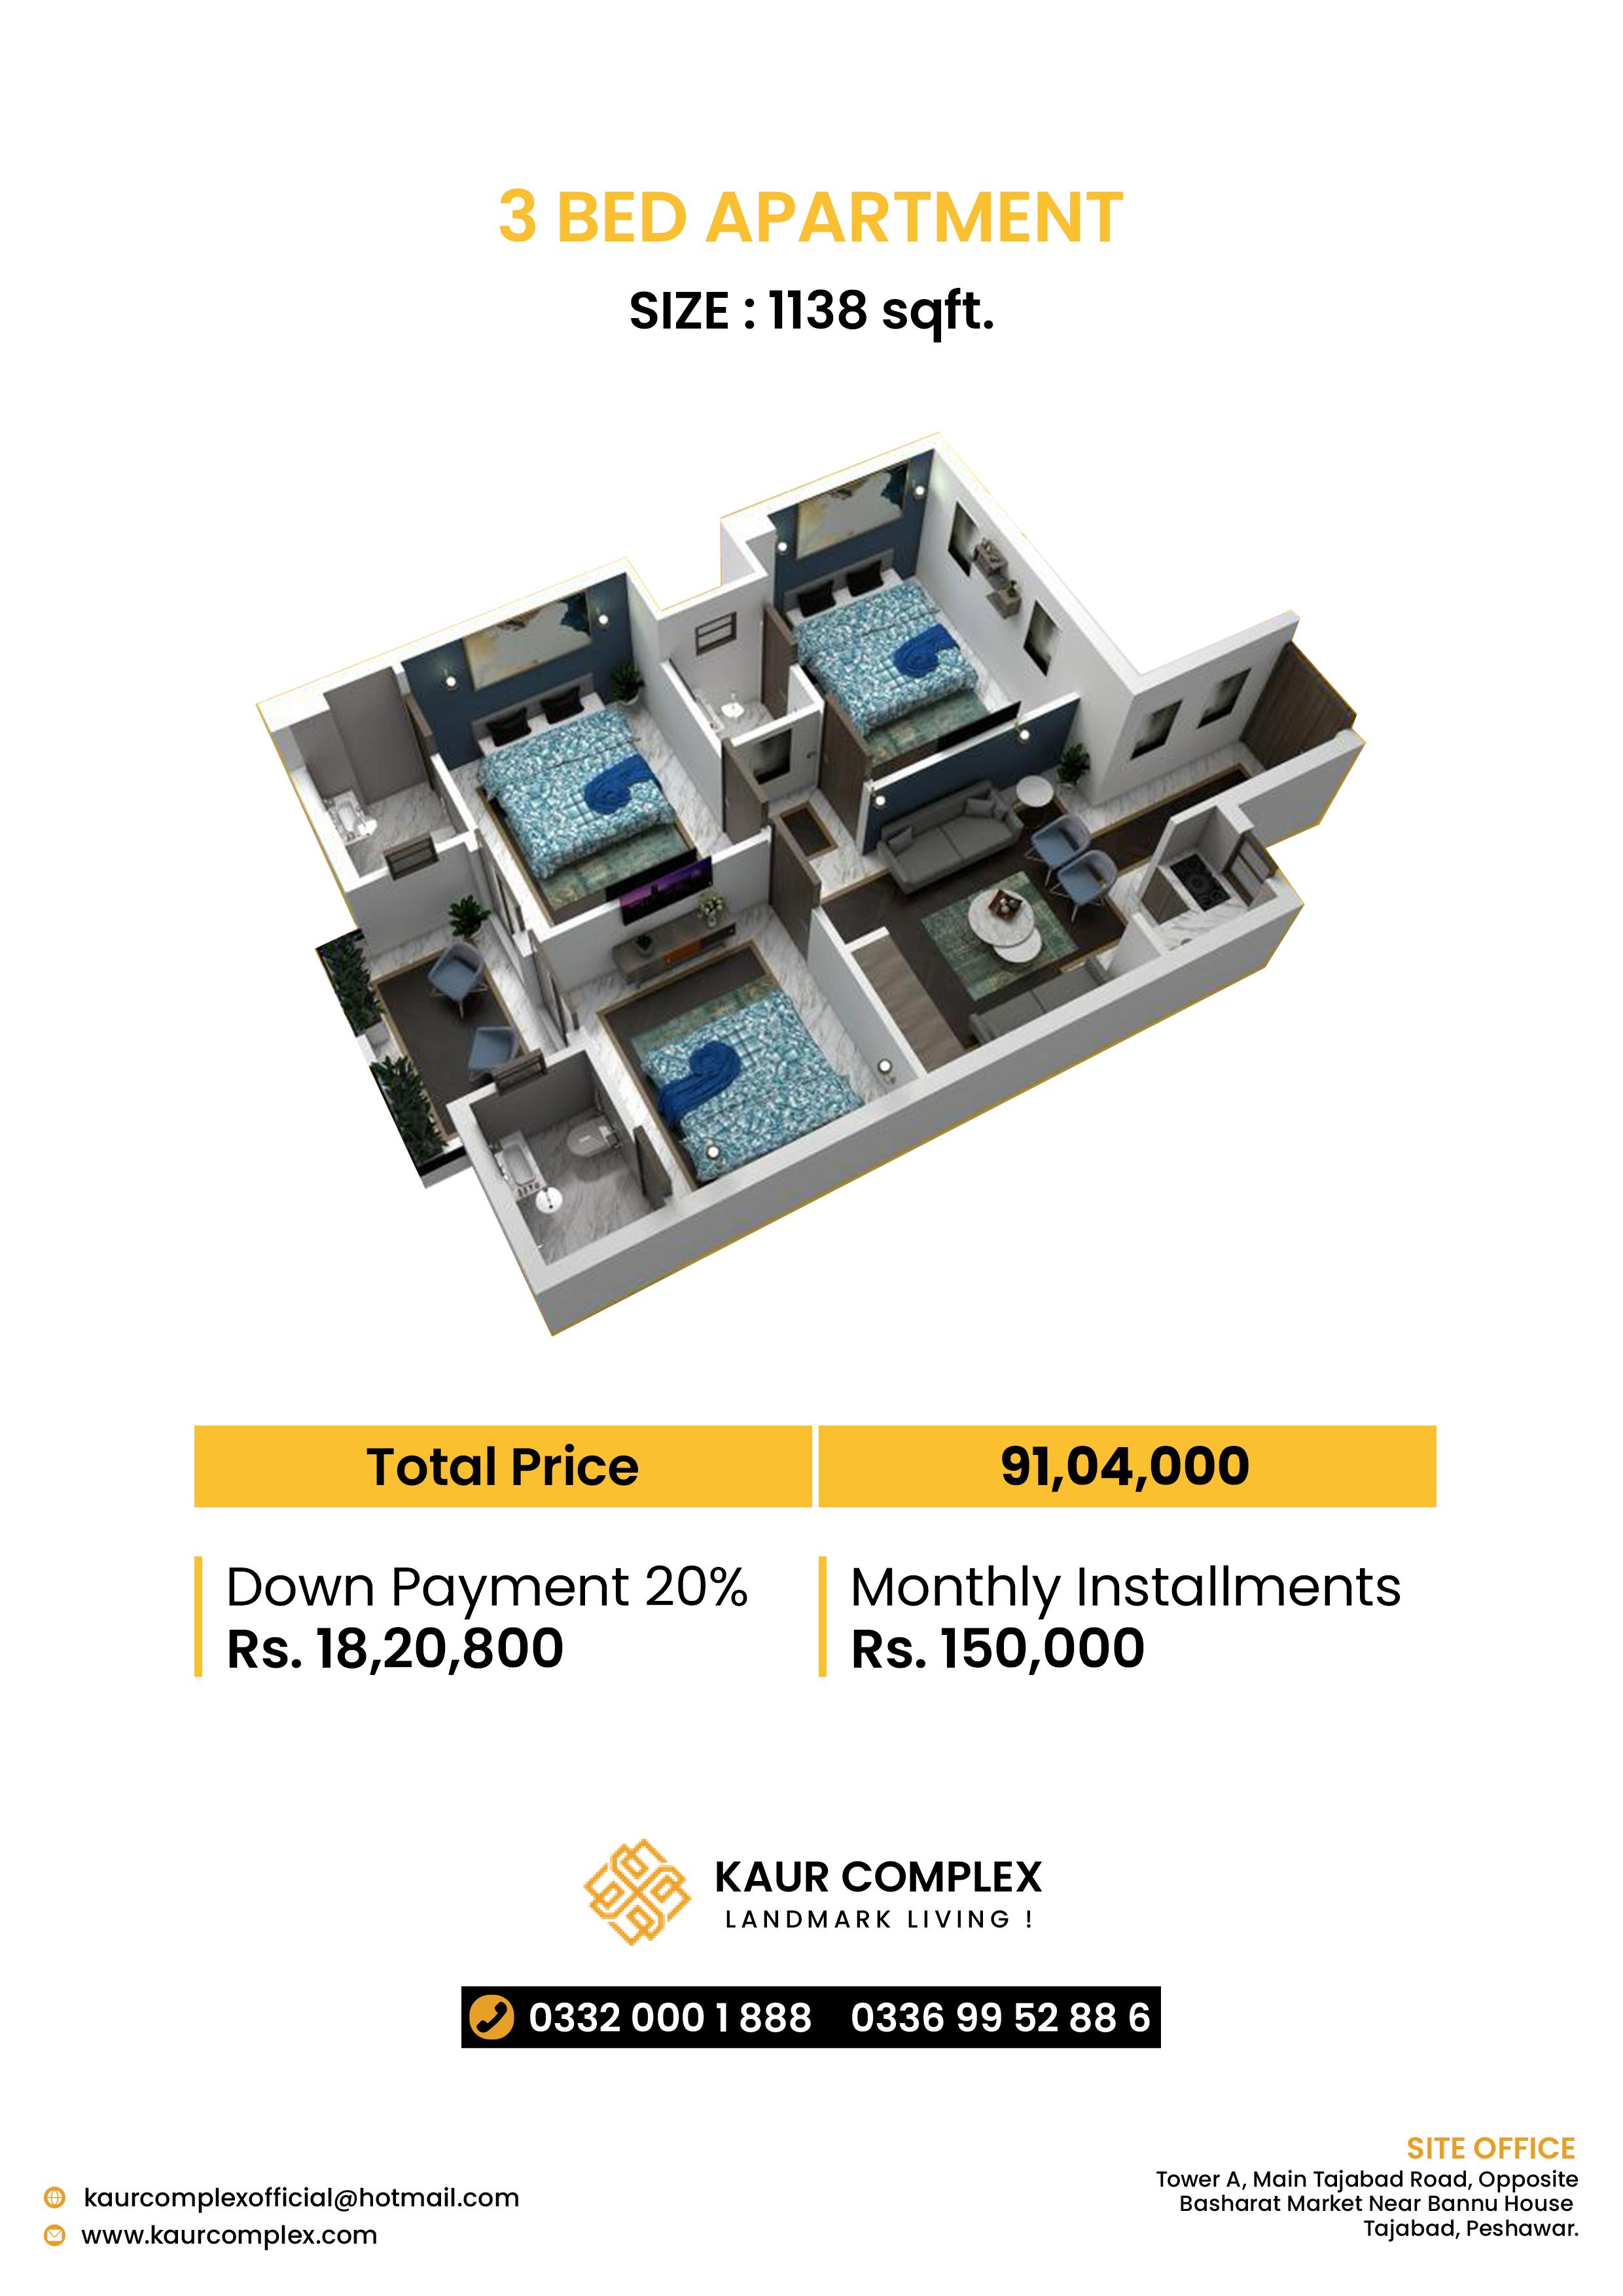 3 BED APARTMENT
SIZE : 1138 sqft.
Total Price
91,04,000
Down Payment 20%
Rs. 18,20,800
Monthly Installments
Rs. 150,000
KAUR COMPLEX
LANDMARK LIVING !
0332 000 1 888 0336 99 52 88 6
SITE OFFICE
Tower A, Main Tajabad Road, Opposite
Basharat Market Near Bannu House
Tajabad, Peshawar.
kaurcomplexofficial@hotmail.com
www.kaurcomplex.com